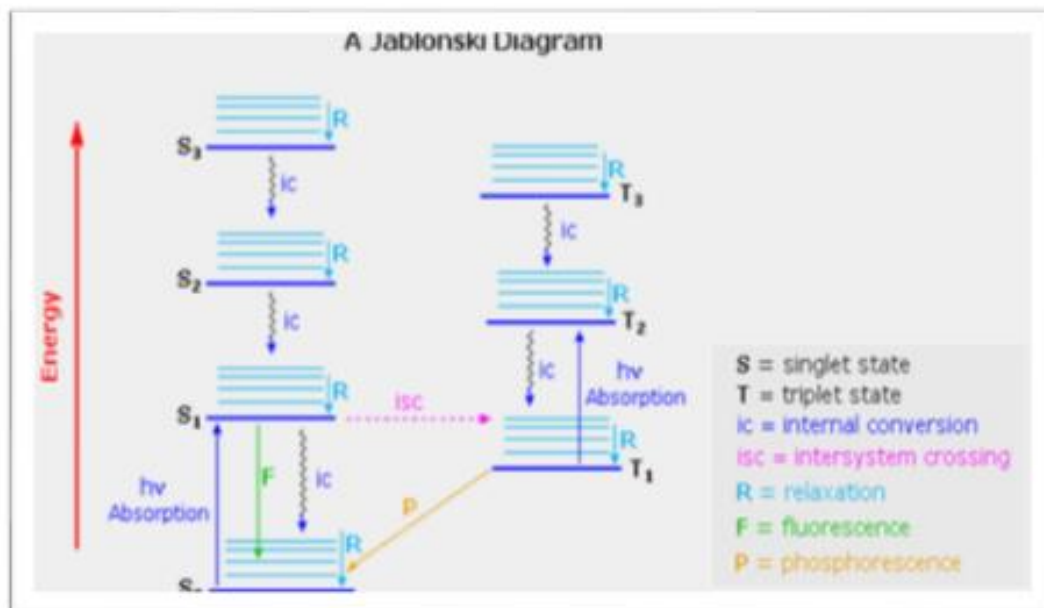 A Jablonski Diagram
Energy
S₃
R
ic
S₂
R
ic
S₁
R
isc
hν
Absorption
F
ic
R
R
T₃
ic
R
T₂
ic
hν
Absorption
R
T₁
P
S = singlet state
T = triplet state
ic = internal conversion
isc = intersystem crossing
R = relaxation
F = fluorescence
P = phosphorescence